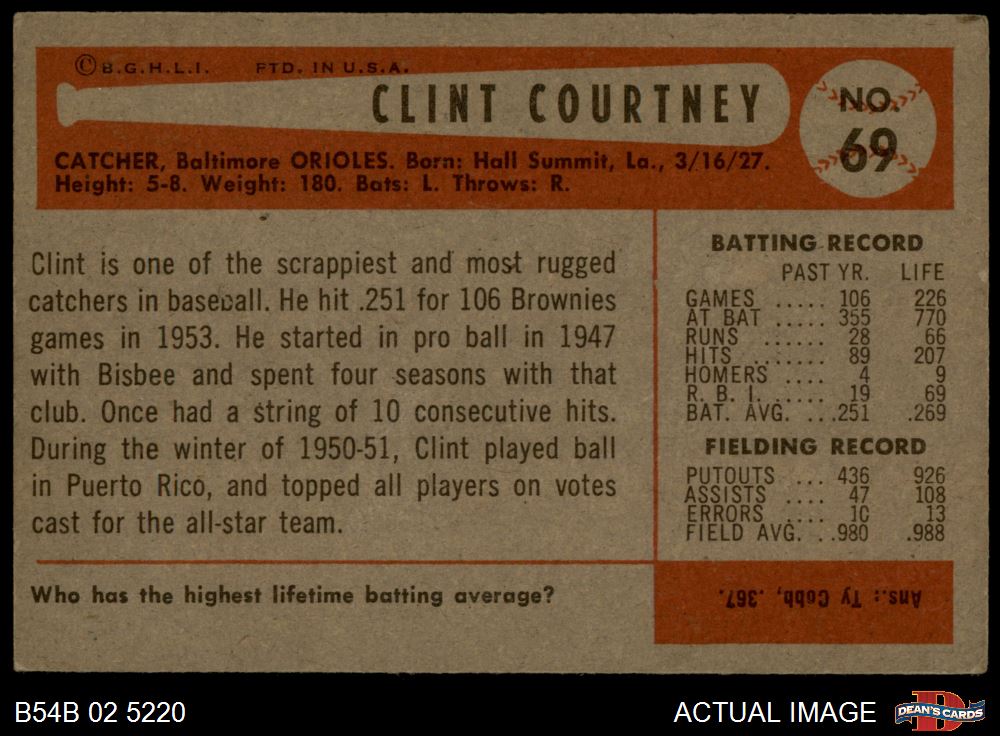 ©B.G.H.L.I. PTD. IN U.S.A.
CLINT COURTNEY
NO.
69
CATCHER, Baltimore ORIOLES. Born: Hall Summit, La., 3/16/27.
Height: 5-8. Weight: 180. Bats: L. Throws: R.
Clint is one of the scrappiest and most rugged
catchers in baseball. He hit .251 for 106 Brownies
games in 1953. He started in pro ball in 1947
with Bisbee and spent four seasons with that
club. Once had a string of 10 consecutive hits.
During the winter of 1950-51, Clint played ball
in Puerto Rico, and topped all players on votes
cast for the all-star team.
BATTING RECORD
PAST YR. LIFE
GAMES ..... 106 226
AT BAT ..... 355 770
RUNS ...... 28 66
HITS ....... 89 207
HOMERS .... 4 9
R. B. I. ..... 19 69
BAT. AVG. ...251 .269
FIELDING RECORD
PUTOUTS .... 436 926
ASSISTS .... 47 108
ERRORS .... 10 13
FIELD AVG. ..980 .988
Who has the highest lifetime batting average?
Ans.: Ty Cobb, .367.
B54B 02 5220
ACTUAL IMAGE
DEAN'S CARDS